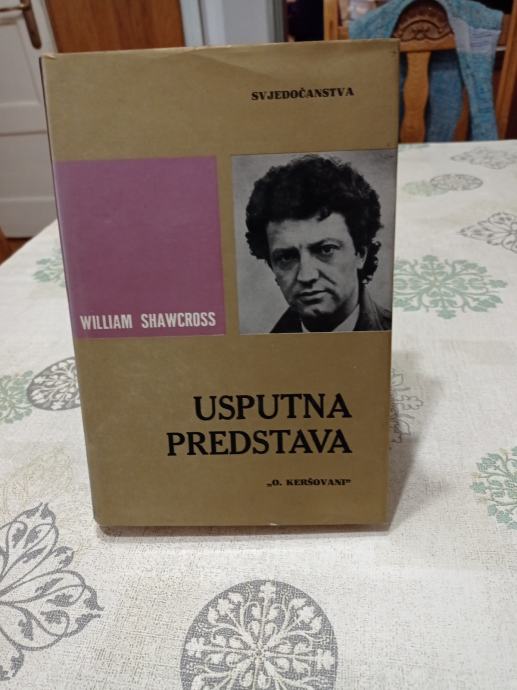 SVJEDOČANSTVA
WILLIAM SHAWCROSS
USPUTNA
PREDSTAVA
„O. KERŠOVANI”